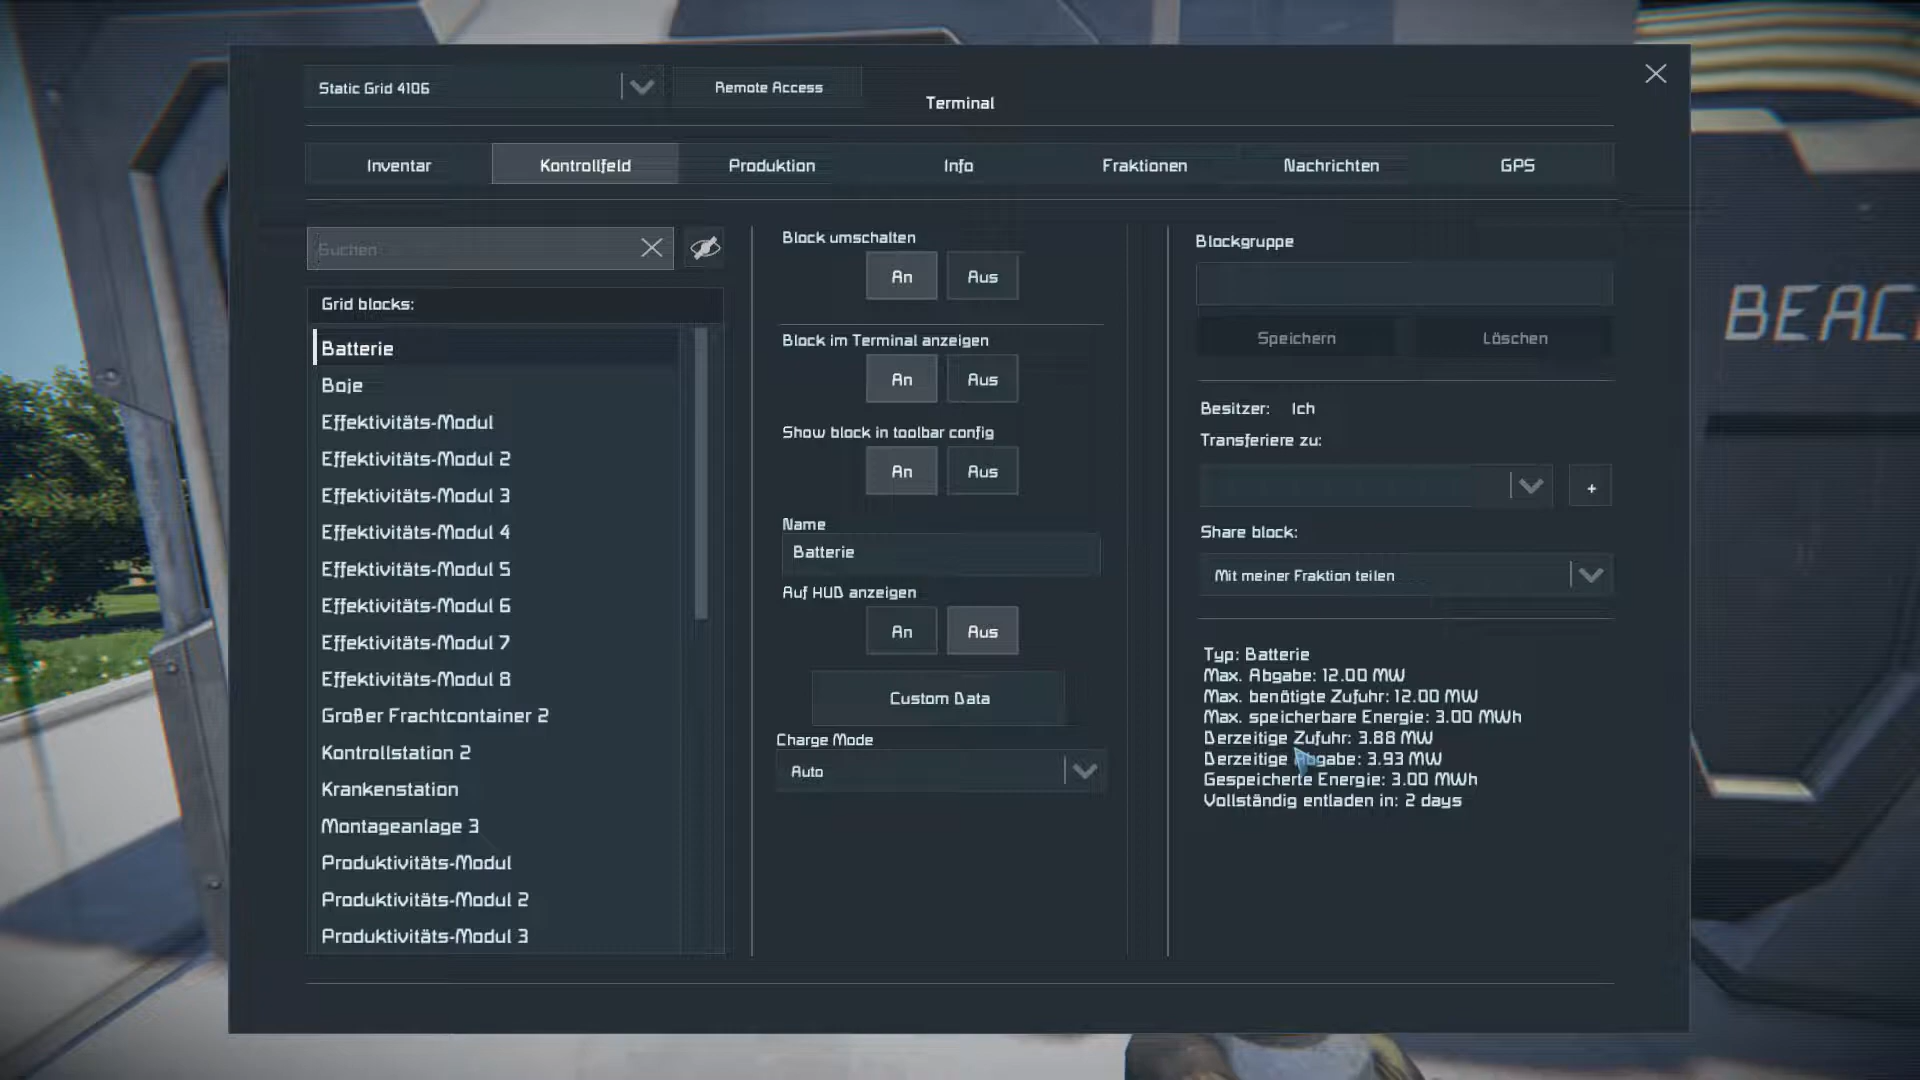 Static Grid 4106
Remote Access
Terminal
Inventar
Kontrollfeld
Produktion
Info
Fraktionen
Nachrichten
GPS
Suchen
Grid blocks:
Batterie
Boje
Effektivitäts-Modul
Effektivitäts-Modul 2
Effektivitäts-Modul 3
Effektivitäts-Modul 4
Effektivitäts-Modul 5
Effektivitäts-Modul 6
Effektivitäts-Modul 7
Effektivitäts-Modul 8
Großer Frachtcontainer 2
Kontrollstation 2
Krankenstation
Montageanlage 3
Produktivitäts-Modul
Produktivitäts-Modul 2
Produktivitäts-Modul 3
Block umschalten
An Aus
Block im Terminal anzeigen
An Aus
Show block in toolbar config
An Aus
Name
Batterie
Auf HUD anzeigen
An Aus
Custom Data
Charge Mode
Auto
Blockgruppe
Speichern Löschen
Besitzer: Ich
Transferiere zu:
+
Share block:
Mit meiner Fraktion teilen
Typ: Batterie
Max. Abgabe: 12.00 MW
Max. benötigte Zufuhr: 12.00 MW
Max. speicherbare Energie: 3.00 MWh
Derzeitige Zufuhr: 3.88 MW
Derzeitige Abgabe: 3.93 MW
Gespeicherte Energie: 3.00 MWh
Vollständig entladen in: 2 days
BEAC